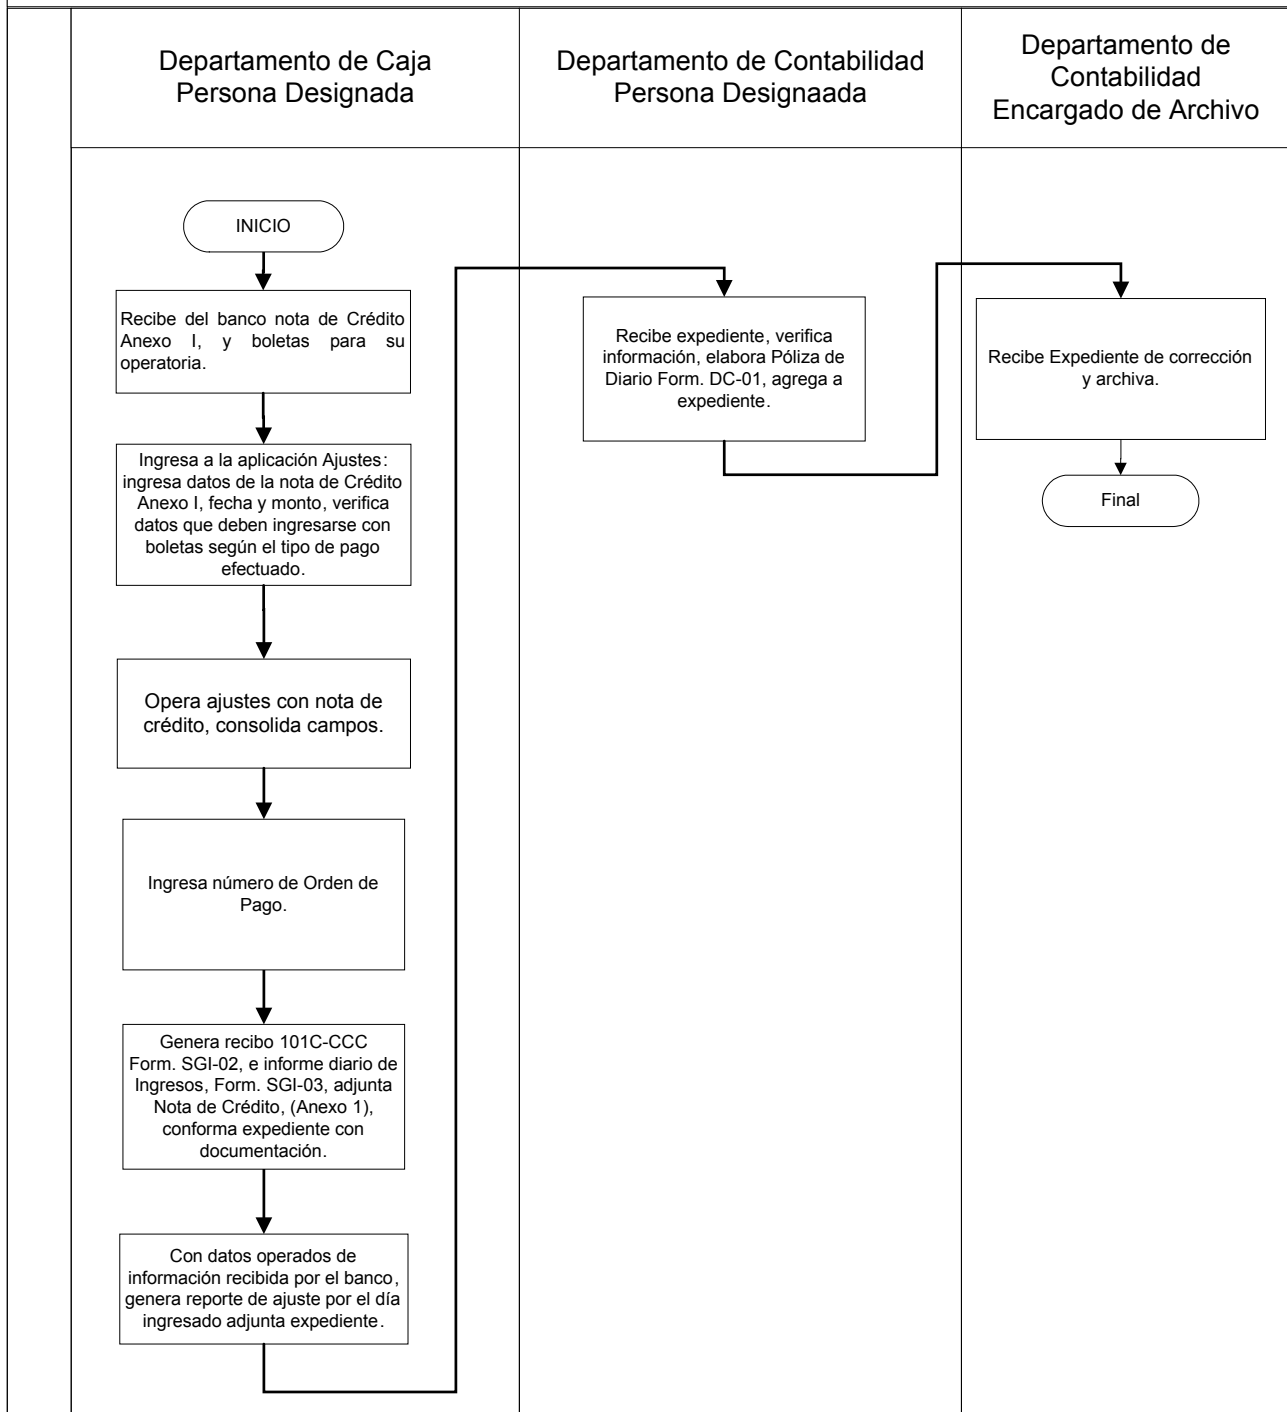 Departamento de Caja
Persona Designada
Departamento de Contabilidad
Persona Designaada
Departamento de
Contabilidad
Encargado de Archivo
INICIO
Recibe del banco nota de Crédito
Anexo I, y boletas para su
operatoria.
Ingresa a la aplicación Ajustes:
ingresa datos de la nota de Crédito
Anexo I, fecha y monto, verifica
datos que deben ingresarse con
boletas según el tipo de pago
efectuado.
Opera ajustes con nota de
crédito, consolida campos.
Ingresa número de Orden de
Pago.
Genera recibo 101C-CCC
Form. SGI-02, e informe diario de
Ingresos, Form. SGI-03, adjunta
Nota de Crédito, (Anexo 1),
conforma expediente con
documentación.
Con datos operados de
información recibida por el banco,
genera reporte de ajuste por el día
ingresado adjunta expediente.
Recibe expediente, verifica
información, elabora Póliza de
Diario Form. DC-01, agrega a
expediente.
Recibe Expediente de corrección
y archiva.
Final